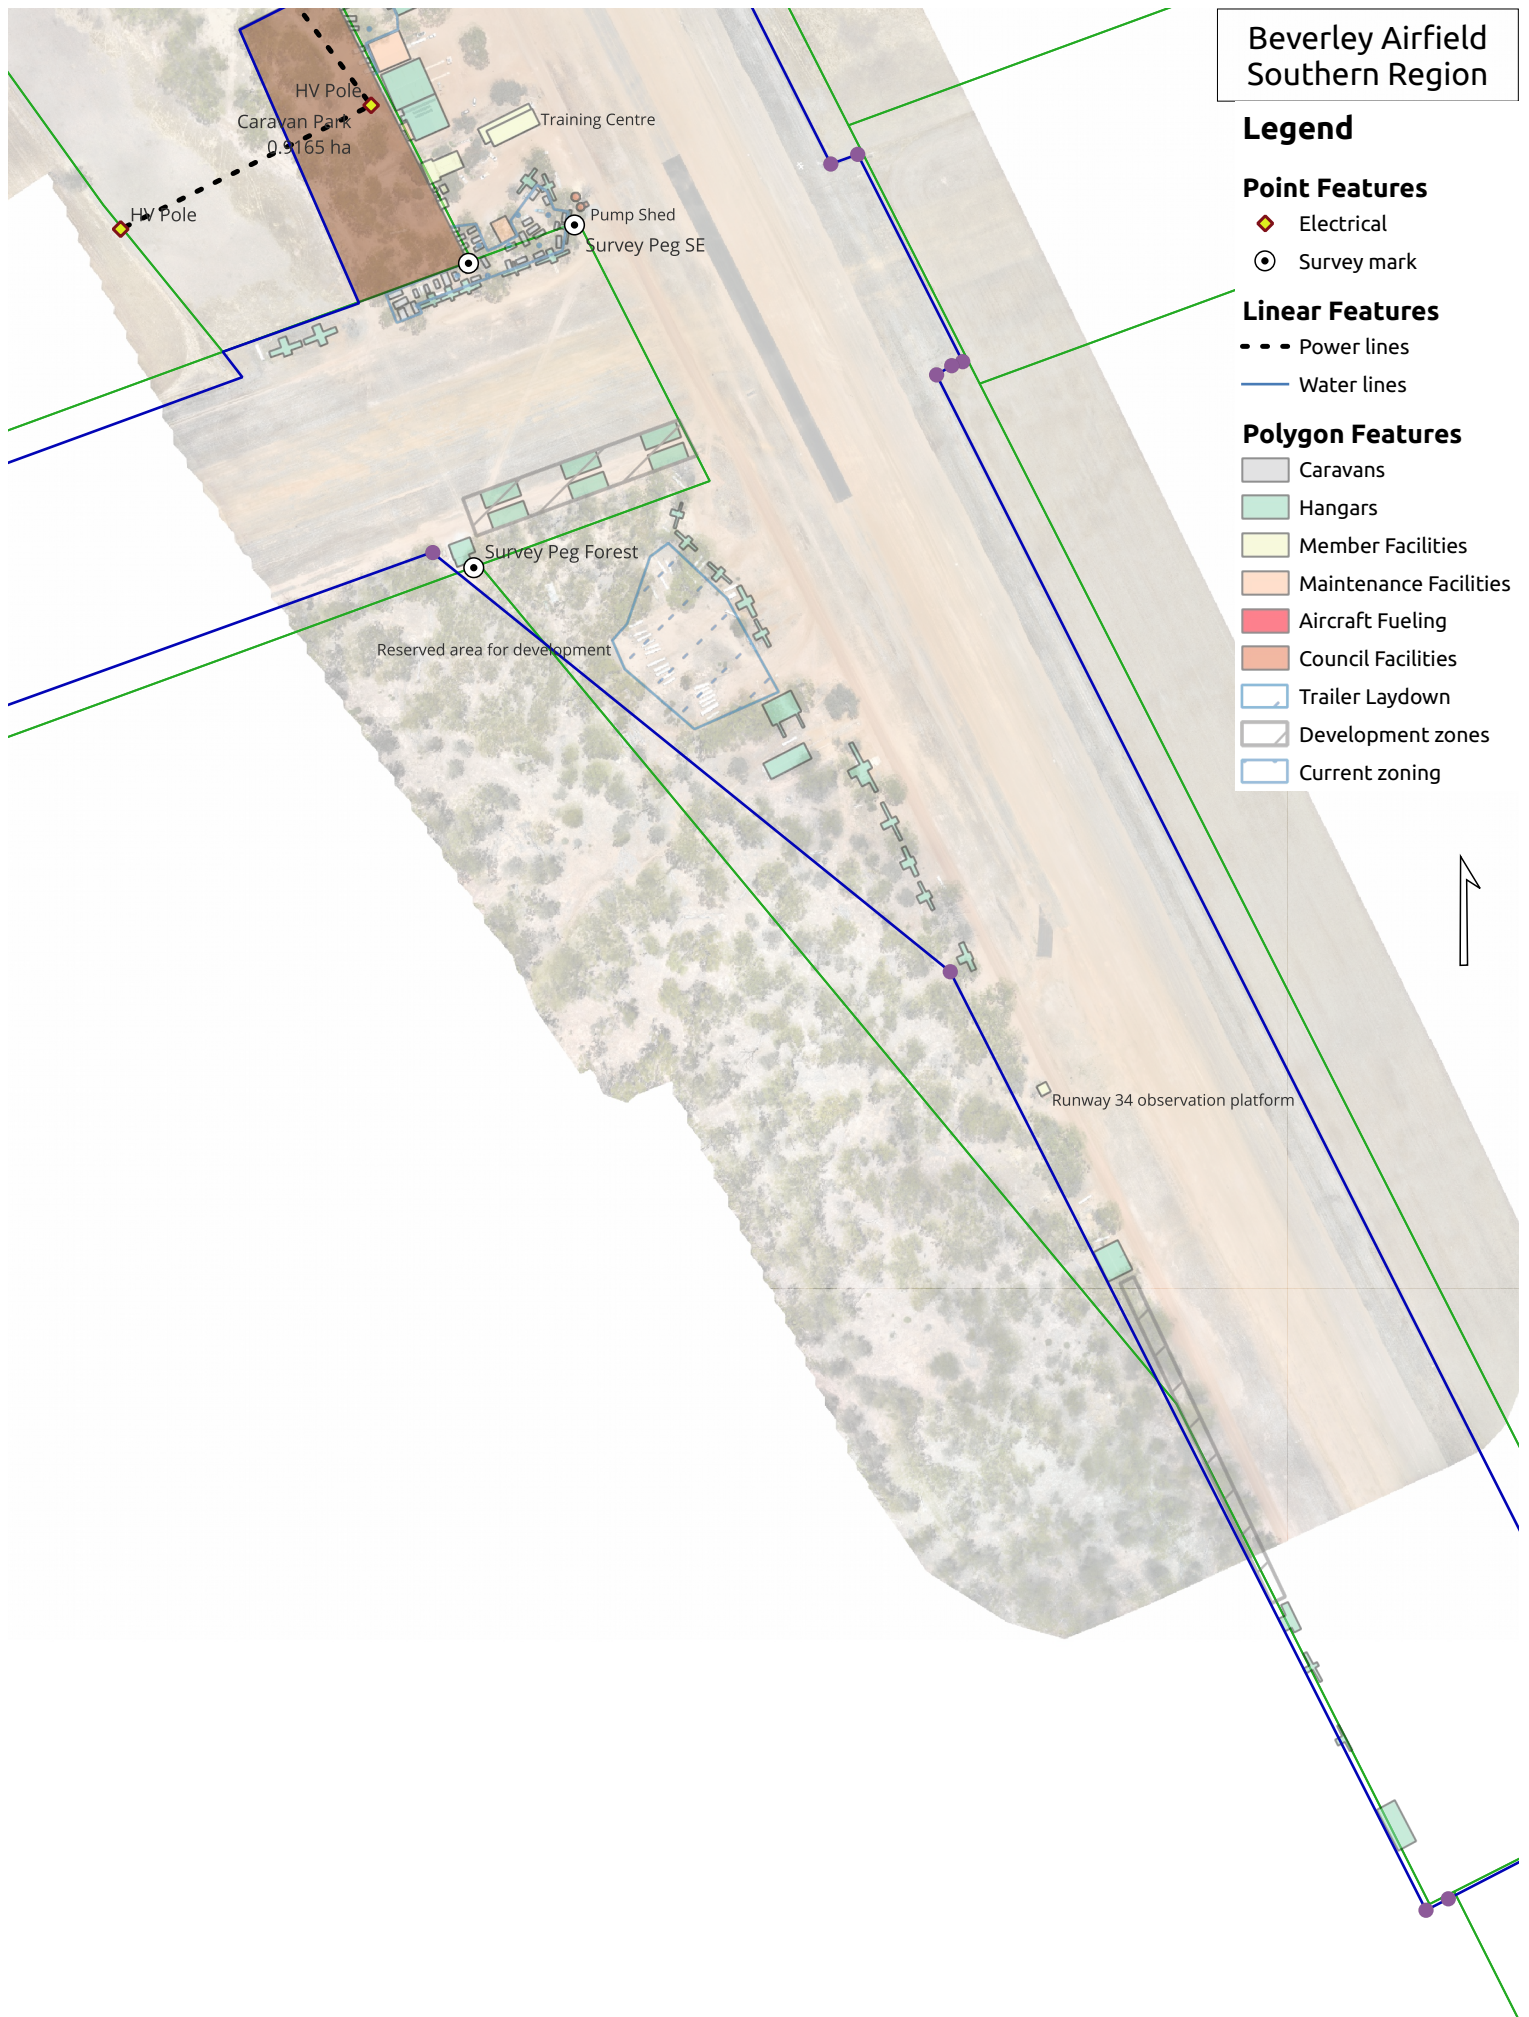 Beverley Airfield
Southern Region
Legend
Point Features
Electrical
Survey mark
Linear Features
Power lines
Water lines
Polygon Features
Caravans
Hangars
Member Facilities
Maintenance Facilities
Aircraft Fueling
Council Facilities
Trailer Laydown
Development zones
Current zoning
HV Pole
Caravan Park
0.9165 ha
Training Centre
HV Pole
Pump Shed
Survey Peg SE
Survey Peg Forest
Reserved area for development
Runway 34 observation platform